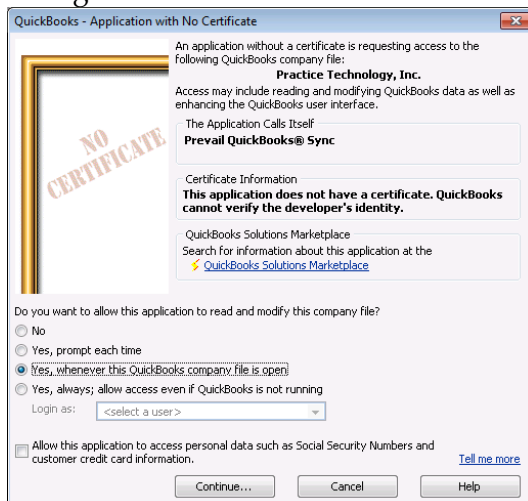 QuickBooks - Application with No Certificate
An application without a certificate is requesting access to the
following QuickBooks company file:
Practice Technology, Inc.
Access may include reading and modifying QuickBooks data as well as
enhancing the QuickBooks user interface.
NO
CERTIFICATE
The Application Calls Itself
Prevail QuickBooks® Sync
Certificate Information
This application does not have a certificate. QuickBooks
cannot verify the developer's identity.
QuickBooks Solutions Marketplace
Search for information about this application at the
QuickBooks Solutions Marketplace
Do you want to allow this application to read and modify this company file?
No
Yes, prompt each time
Yes, whenever this QuickBooks company file is open
Yes, always; allow access even if QuickBooks is not running
Login as: <select a user>
Allow this application to access personal data such as Social Security Numbers and
customer credit card information.
Tell me more
Continue... Cancel Help